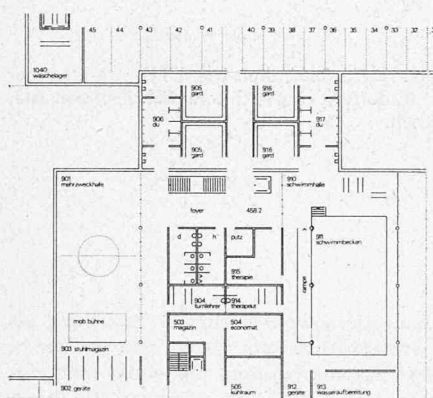 45 44 43 42 41 40 39 38 37 36 35 34 33 32
1040
wäschelager
905
gard
916
gard
906
du
917
du
905
gard
916
gard
901
mehrzweckhalle
910
schwimmhalle
foyer 458.2
d h putz
911
schwimmbecken
915
therapie
rampe
904
turnlehrer
914
therapeut
mob bühne
503
magazin
504
economat
903 stuhlmagazin
902 geräte
505
kühlraum
912
geräte
913
wasseraufbereitung